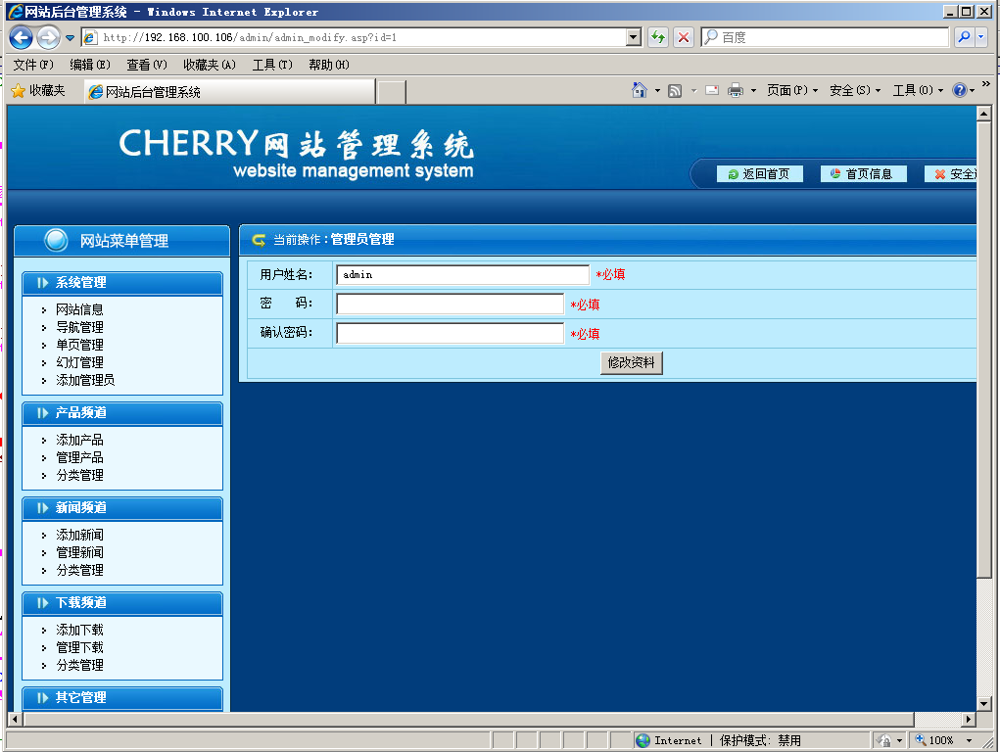 网站后台管理系统 - Windows Internet Explorer
http://192.168.100.106/admin/admin_modify.asp?id=1
百度
文件(F) 编辑(E) 查看(V) 收藏夹(A) 工具(T) 帮助(H)
收藏夹 网站后台管理系统 页面(P) 安全(S) 工具(O) »
CHERRY网站管理系统
website management system
返回首页 首页信息 安全
网站菜单管理
当前操作:管理员管理
系统管理
网站信息
导航管理
单页管理
幻灯管理
添加管理员
产品频道
添加产品
管理产品
分类管理
新闻频道
添加新闻
管理新闻
分类管理
下载频道
添加下载
管理下载
分类管理
其它管理
用户姓名: admin *必填
密 码: *必填
确认密码: *必填
修改资料
Internet | 保护模式: 禁用 100%